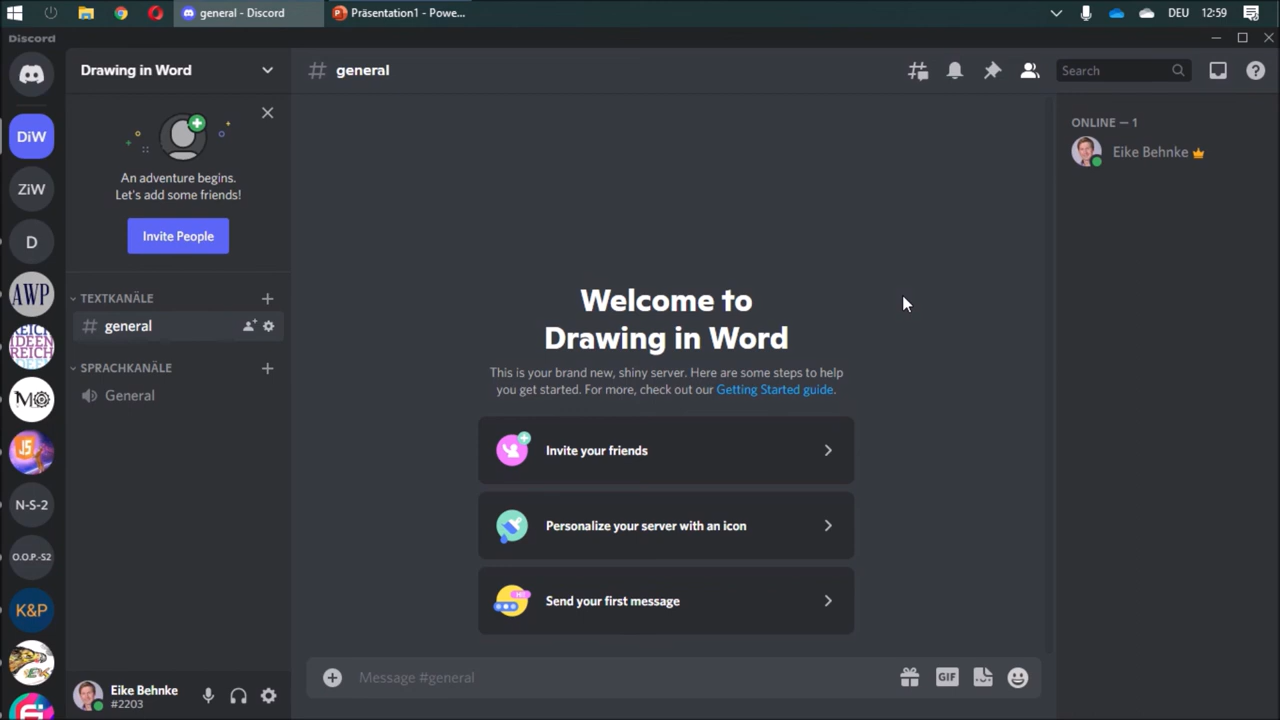 general - Discord
Präsentation1 - Powe...
DEU
12:59
Discord
DiW
ZiW
D
AWP
IDEEN
REICH
MO
JS
N-S-2
O.O.P.-S2
K&P
Drawing in Word
An adventure begins.
Let's add some friends!
Invite People
TEXTKANÄLE
general
SPRACHKANÄLE
General
Eike Behnke
#2203
general
Search
Welcome to
Drawing in Word
This is your brand new, shiny server. Here are some steps to help
you get started. For more, check out our Getting Started guide.
Invite your friends
Personalize your server with an icon
Send your first message
Message #general
GIF
ONLINE — 1
Eike Behnke